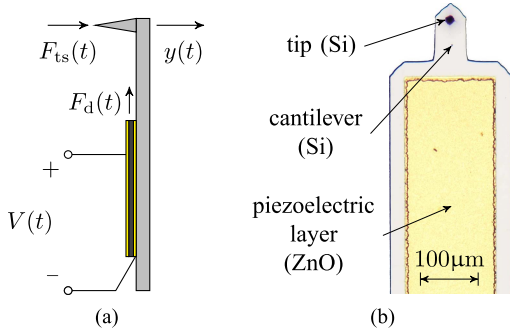 F_ts(t)
y(t)
F_d(t)
+
V(t)
−
(a)
tip (Si)
cantilever
(Si)
piezoelectric
layer
(ZnO)
100µm
(b)